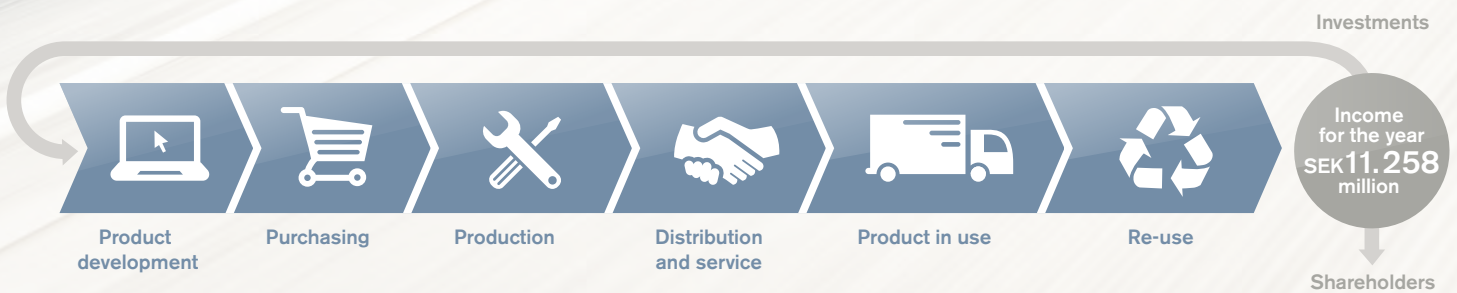 Investments
Income
for the year
SEK11.258
million
Product
development
Purchasing
Production
Distribution
and service
Product in use
Re-use
Shareholders